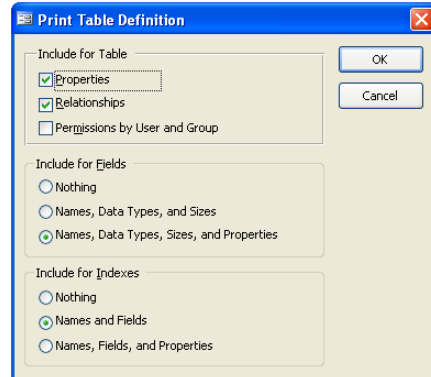 Print Table Definition
Include for Table
OK
Properties
Relationships
Cancel
Permissions by User and Group
Include for Fields
Nothing
Names, Data Types, and Sizes
Names, Data Types, Sizes, and Properties
Include for Indexes
Nothing
Names and Fields
Names, Fields, and Properties